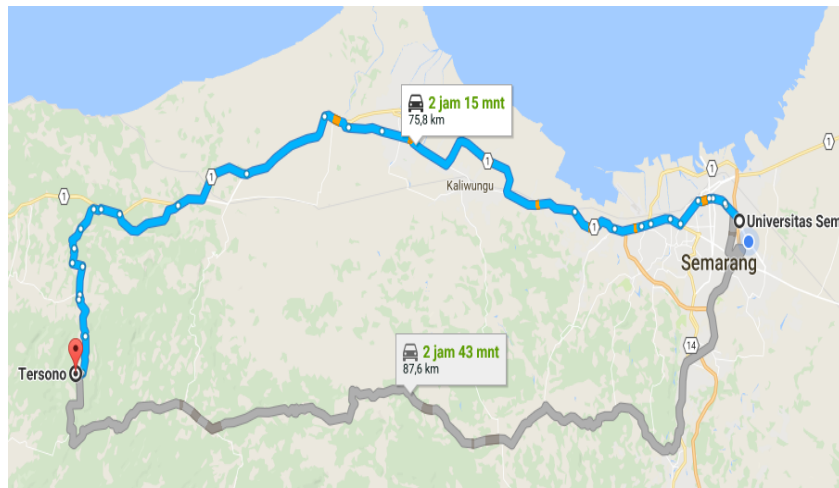 2 jam 15 mnt
75,8 km
1
1
1
Kaliwungu
1
1
1
Universitas Sem
Semarang
14
2 jam 43 mnt
87,6 km
Tersono